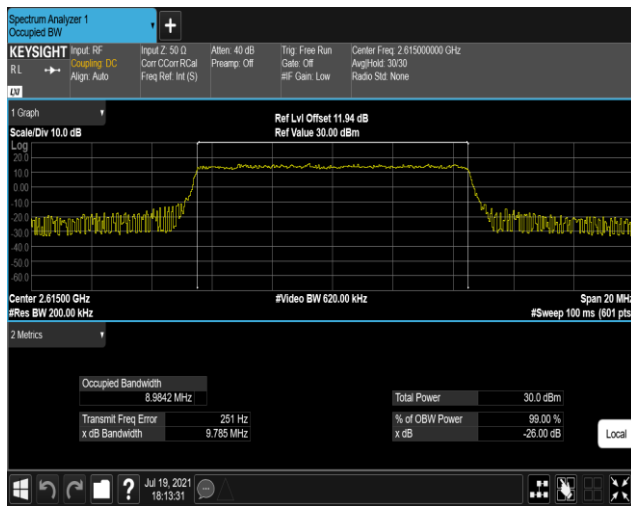 Spectrum Analyzer 1
Occupied BW
KEYSIGHT
R L
LXI
Input: RF
Coupling: DC
Align: Auto
Input Z: 50 Ω
Corr CCorr RCal
Freq Ref: Int (S)
Atten: 40 dB
Preamp: Off
Trig: Free Run
Gate: Off
#IF Gain: Low
Center Freq: 2.615000000 GHz
Avg|Hold: 30/30
Radio Std: None
1 Graph
Scale/Div 10.0 dB
Ref Lvl Offset 11.94 dB
Ref Value 30.00 dBm
Log
20.0
10.0
0.00
-10.0
-20.0
-30.0
-40.0
-50.0
-60.0
Center 2.61500 GHz
#Res BW 200.00 kHz
#Video BW 620.00 kHz
Span 20 MHz
#Sweep 100 ms (601 pts
2 Metrics
Occupied Bandwidth
8.9842 MHz
Transmit Freq Error 251 Hz
x dB Bandwidth 9.785 MHz
Total Power 30.0 dBm
% of OBW Power 99.00 %
x dB -26.00 dB
Local
?
Jul 19, 2021
18:13:31